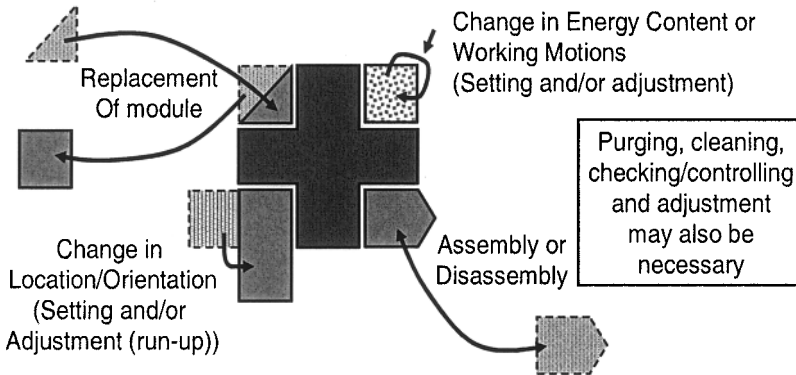 Change in Energy Content or
Working Motions
(Setting and/or adjustment)
Replacement
Of module
Purging, cleaning,
checking/controlling
and adjustment
may also be
necessary
Change in
Location/Orientation
(Setting and/or
Adjustment (run-up))
Assembly or
Disassembly